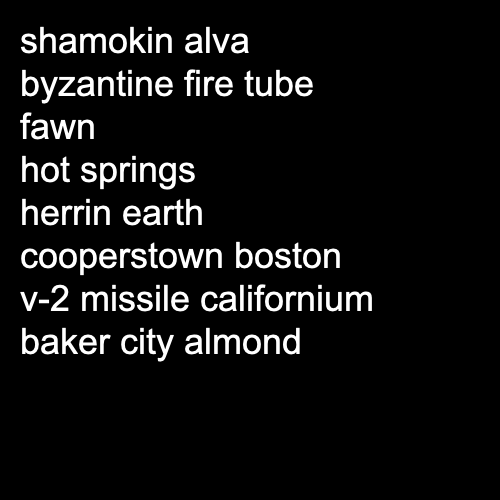 shamokin alva
byzantine fire tube
fawn
hot springs
herrin earth
cooperstown boston
v-2 missile californium
baker city almond